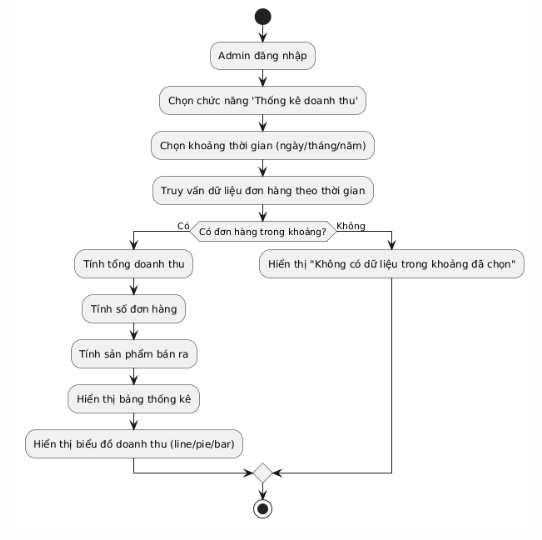 Admin đăng nhập
Chọn chức năng 'Thống kê doanh thu'
Chọn khoảng thời gian (ngày/tháng/năm)
Truy vấn dữ liệu đơn hàng theo thời gian
Có
Có đơn hàng trong khoảng?
Không
Tính tổng doanh thu
Hiển thị "Không có dữ liệu trong khoảng đã chọn"
Tính số đơn hàng
Tính sản phẩm bán ra
Hiển thị bảng thống kê
Hiển thị biểu đồ doanh thu (line/pie/bar)